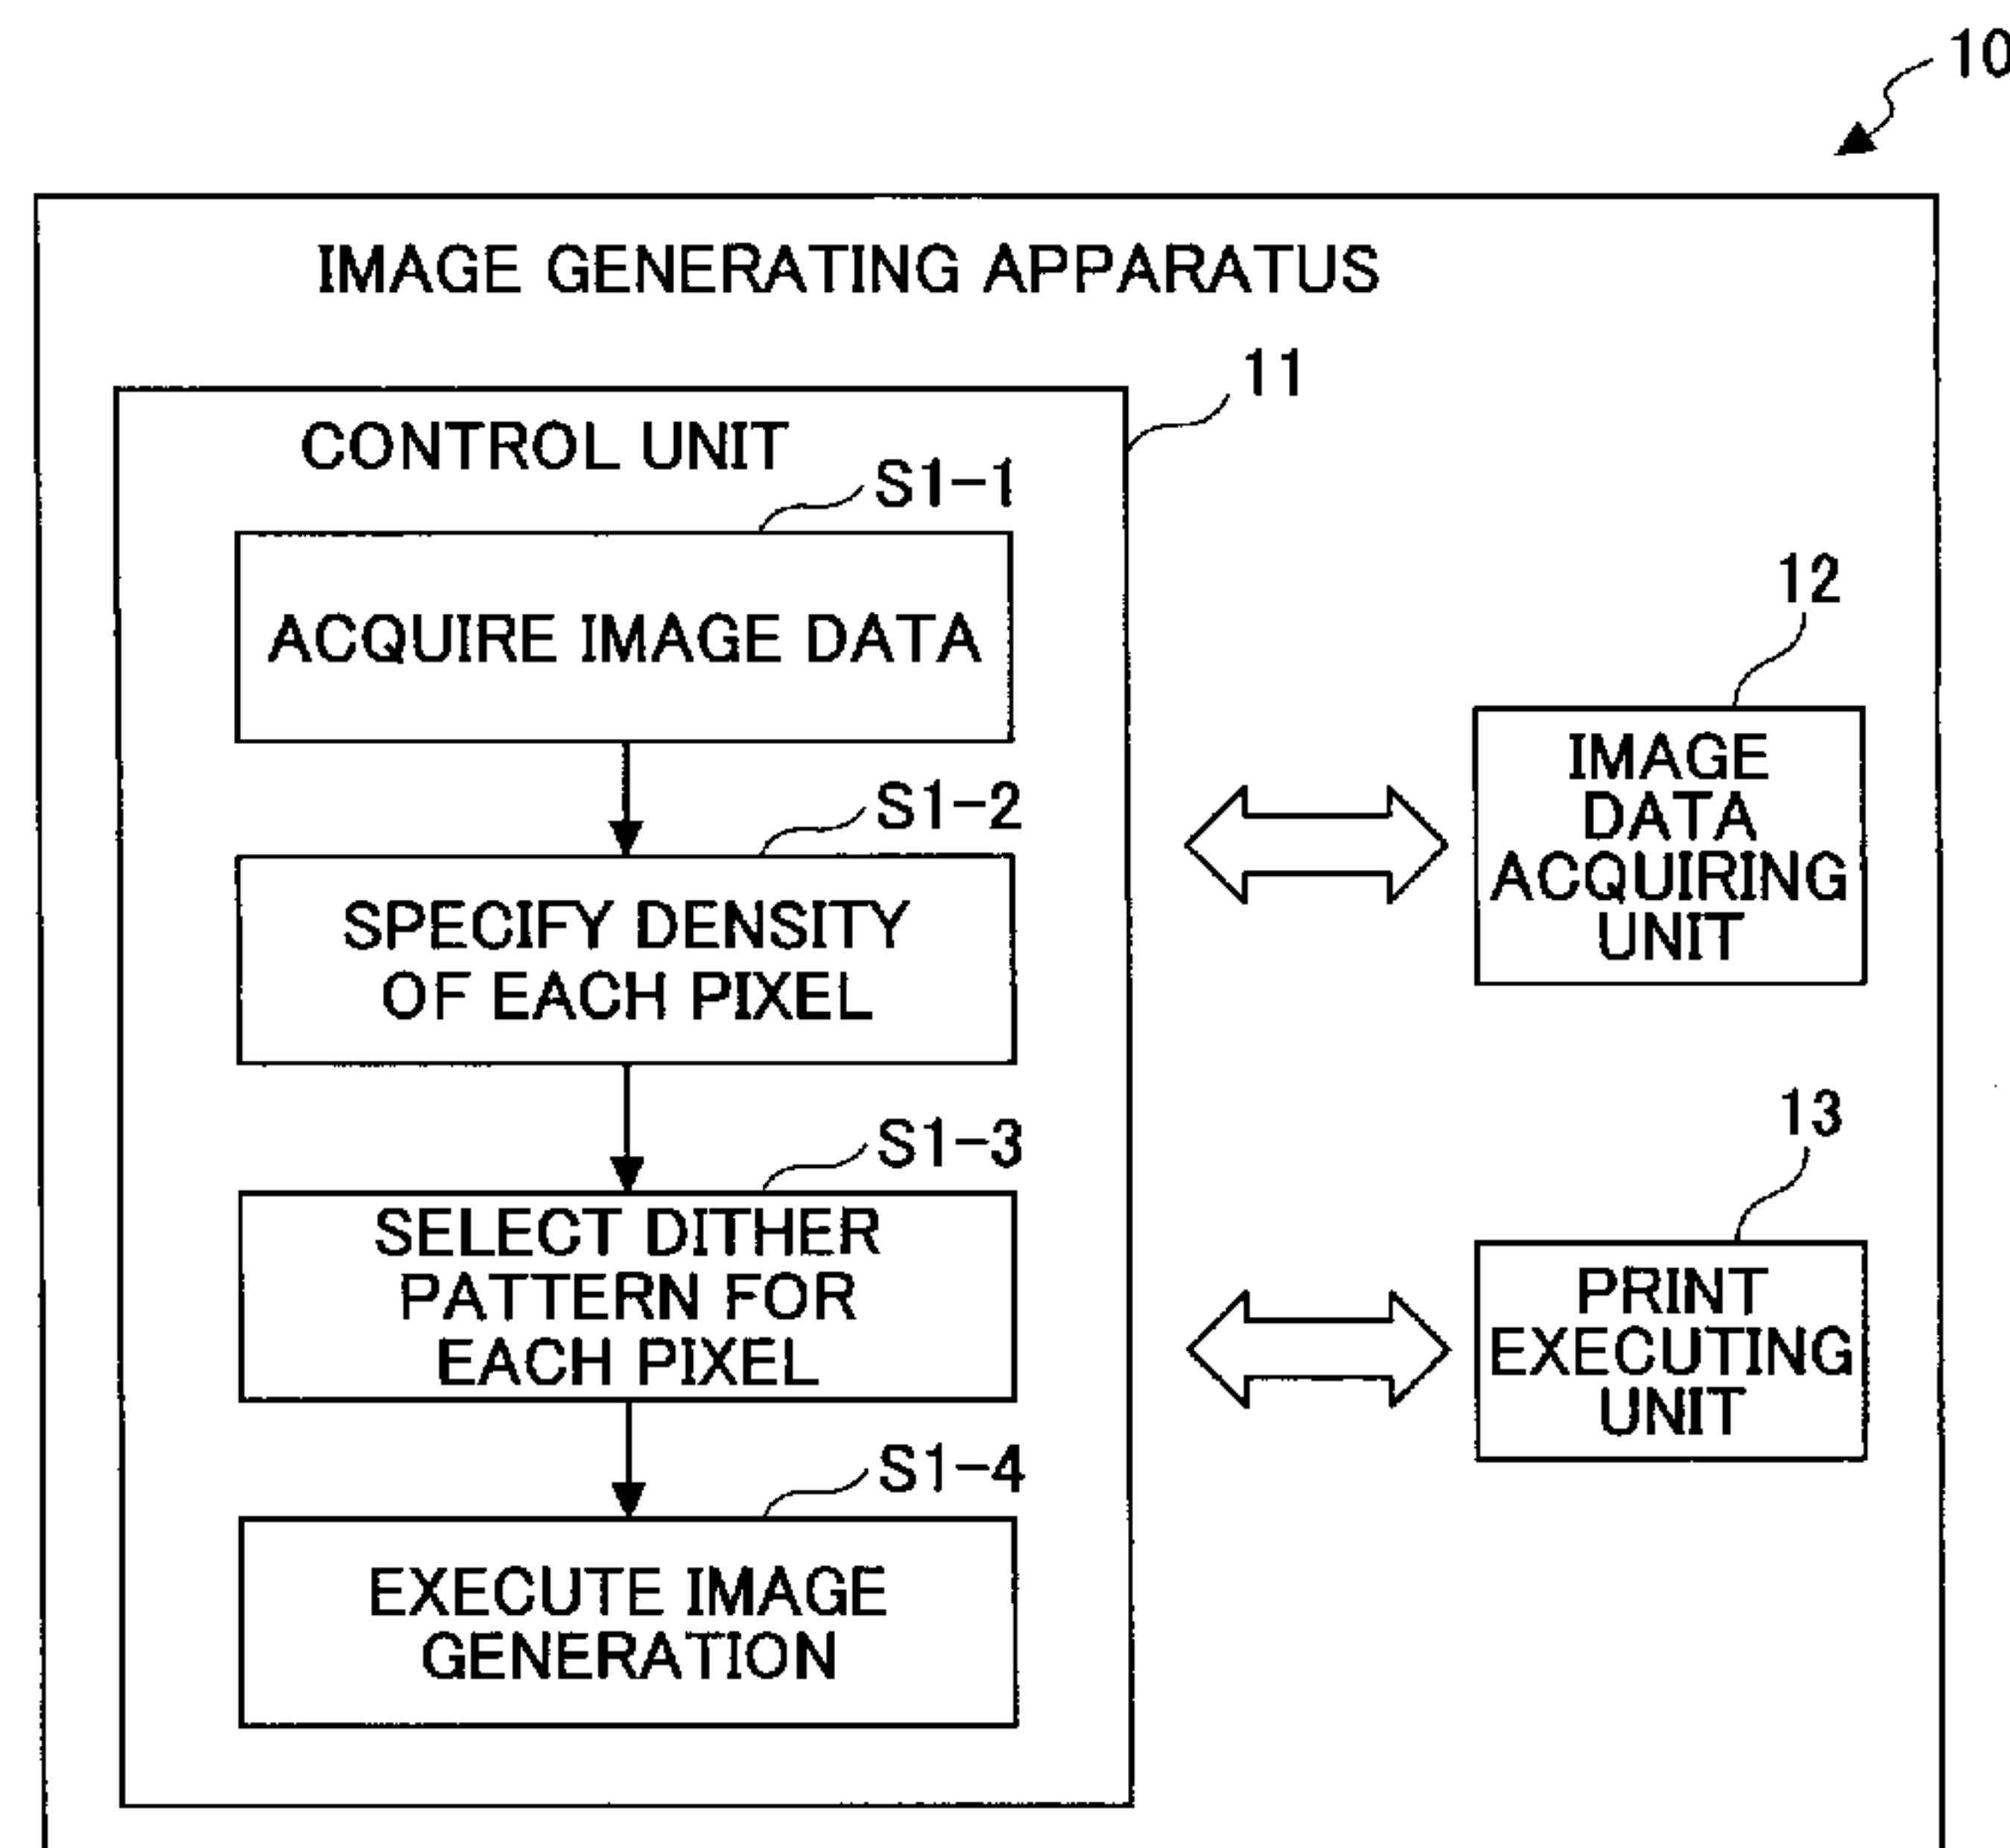 10
IMAGE GENERATING APPARATUS
11
CONTROL UNIT
S1-1
ACQUIRE IMAGE DATA
S1-2
SPECIFY DENSITY
OF EACH PIXEL
S1-3
SELECT DITHER
PATTERN FOR
EACH PIXEL
S1-4
EXECUTE IMAGE
GENERATION
12
IMAGE
DATA
ACQUIRING
UNIT
13
PRINT
EXECUTING
UNIT